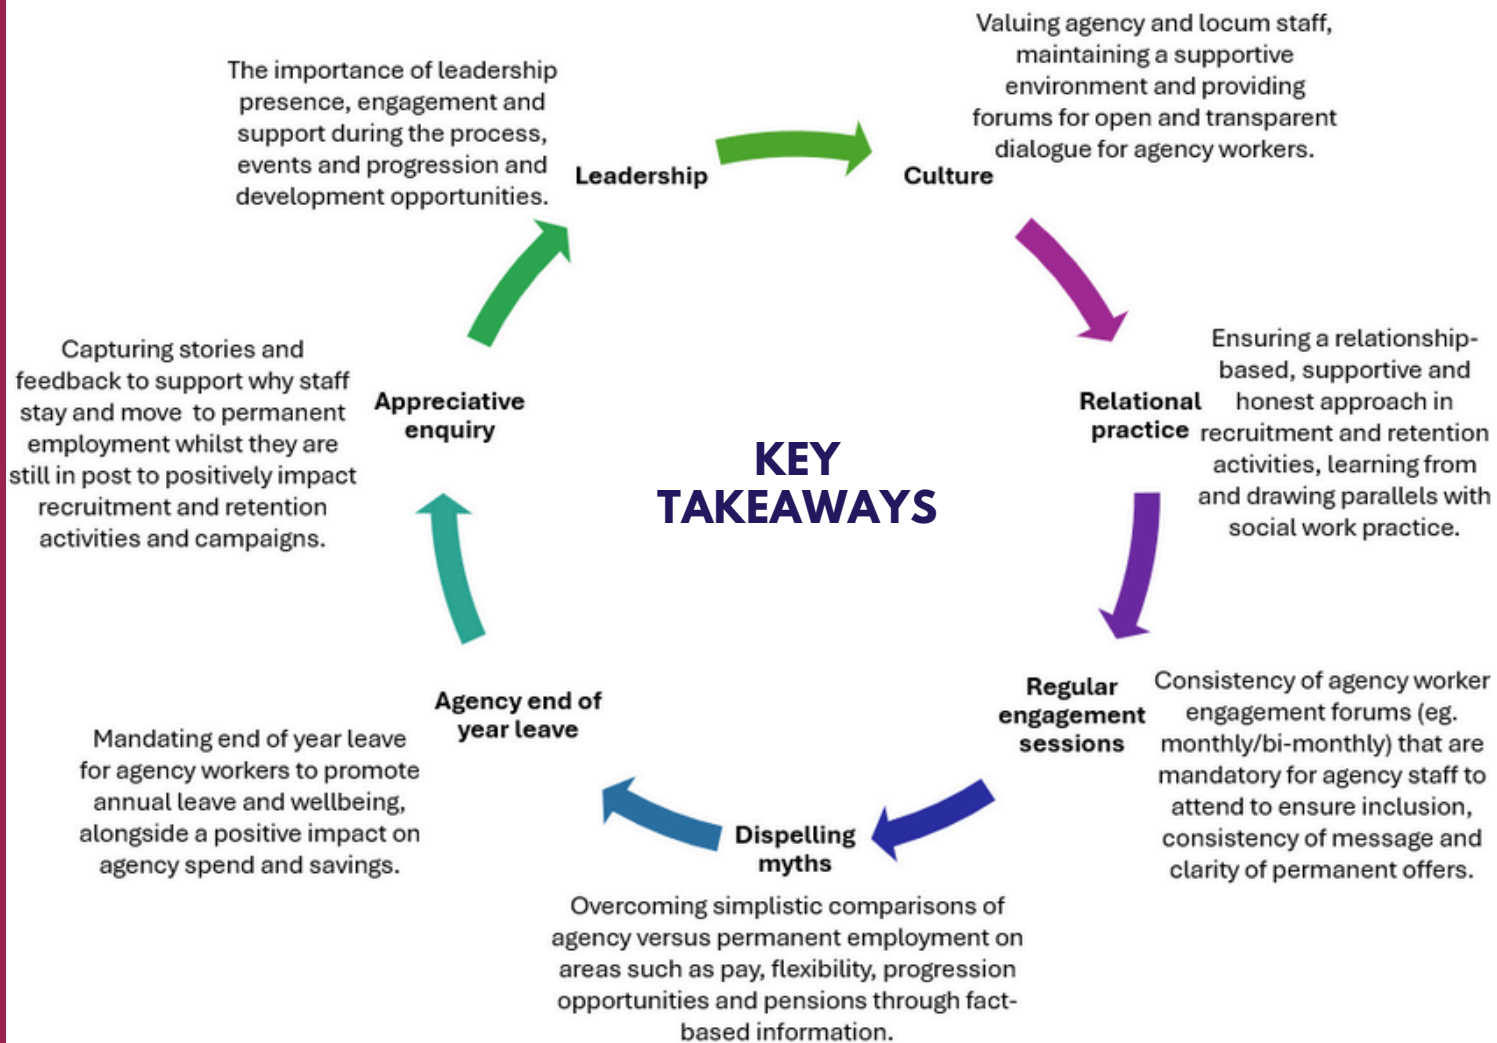 The importance of leadership
presence, engagement and
support during the process,
events and progression and
development opportunities.
Leadership
Valuing agency and locum staff,
maintaining a supportive
environment and providing
forums for open and transparent
dialogue for agency workers.
Culture
Ensuring a relationship-
based, supportive and
honest approach in
recruitment and retention
activities, learning from
and drawing parallels with
social work practice.
Relational
practice
KEY
TAKEAWAYS
Capturing stories and
feedback to support why staff
stay and move to permanent
employment whilst they are
still in post to positively impact
recruitment and retention
activities and campaigns.
Appreciative
enquiry
Regular
engagement
sessions
Consistency of agency worker
engagement forums (eg.
monthly/bi-monthly) that are
mandatory for agency staff to
attend to ensure inclusion,
consistency of message and
clarity of permanent offers.
Agency end of
year leave
Mandating end of year leave
for agency workers to promote
annual leave and wellbeing,
alongside a positive impact on
agency spend and savings.
Dispelling
myths
Overcoming simplistic comparisons of
agency versus permanent employment on
areas such as pay, flexibility, progression
opportunities and pensions through fact-
based information.